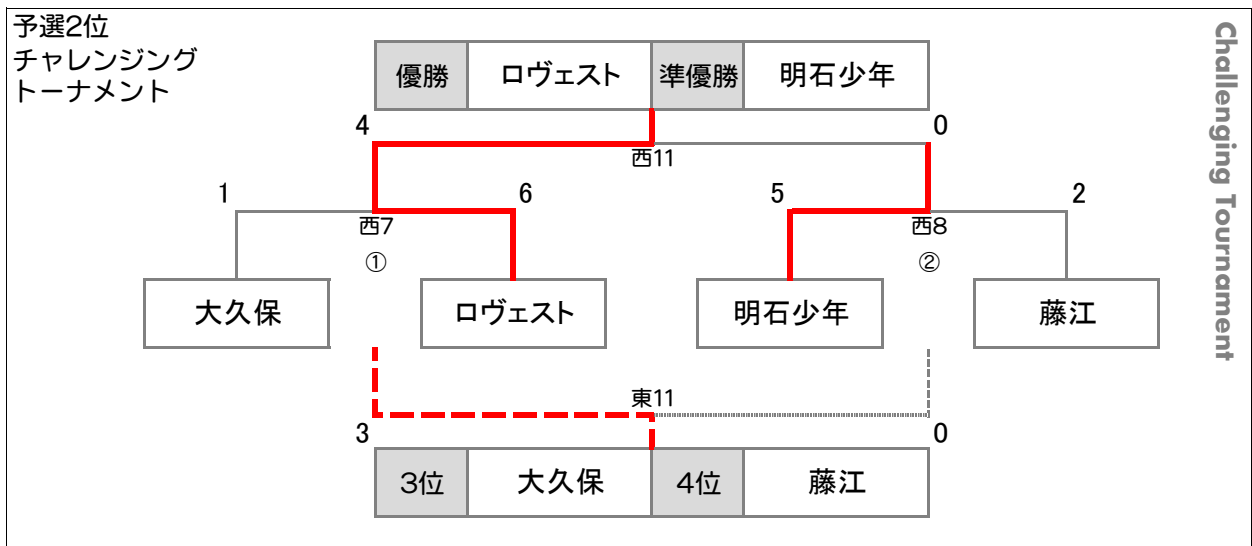 予選2位
チャレンジング
トーナメント
Challenging Tournament
優勝 ロヴェスト 準優勝 明石少年
4 0
西11
1 6 5 2
西7 西8
① ②
大久保 ロヴェスト 明石少年 藤江
東11
3 0
3位 大久保 4位 藤江